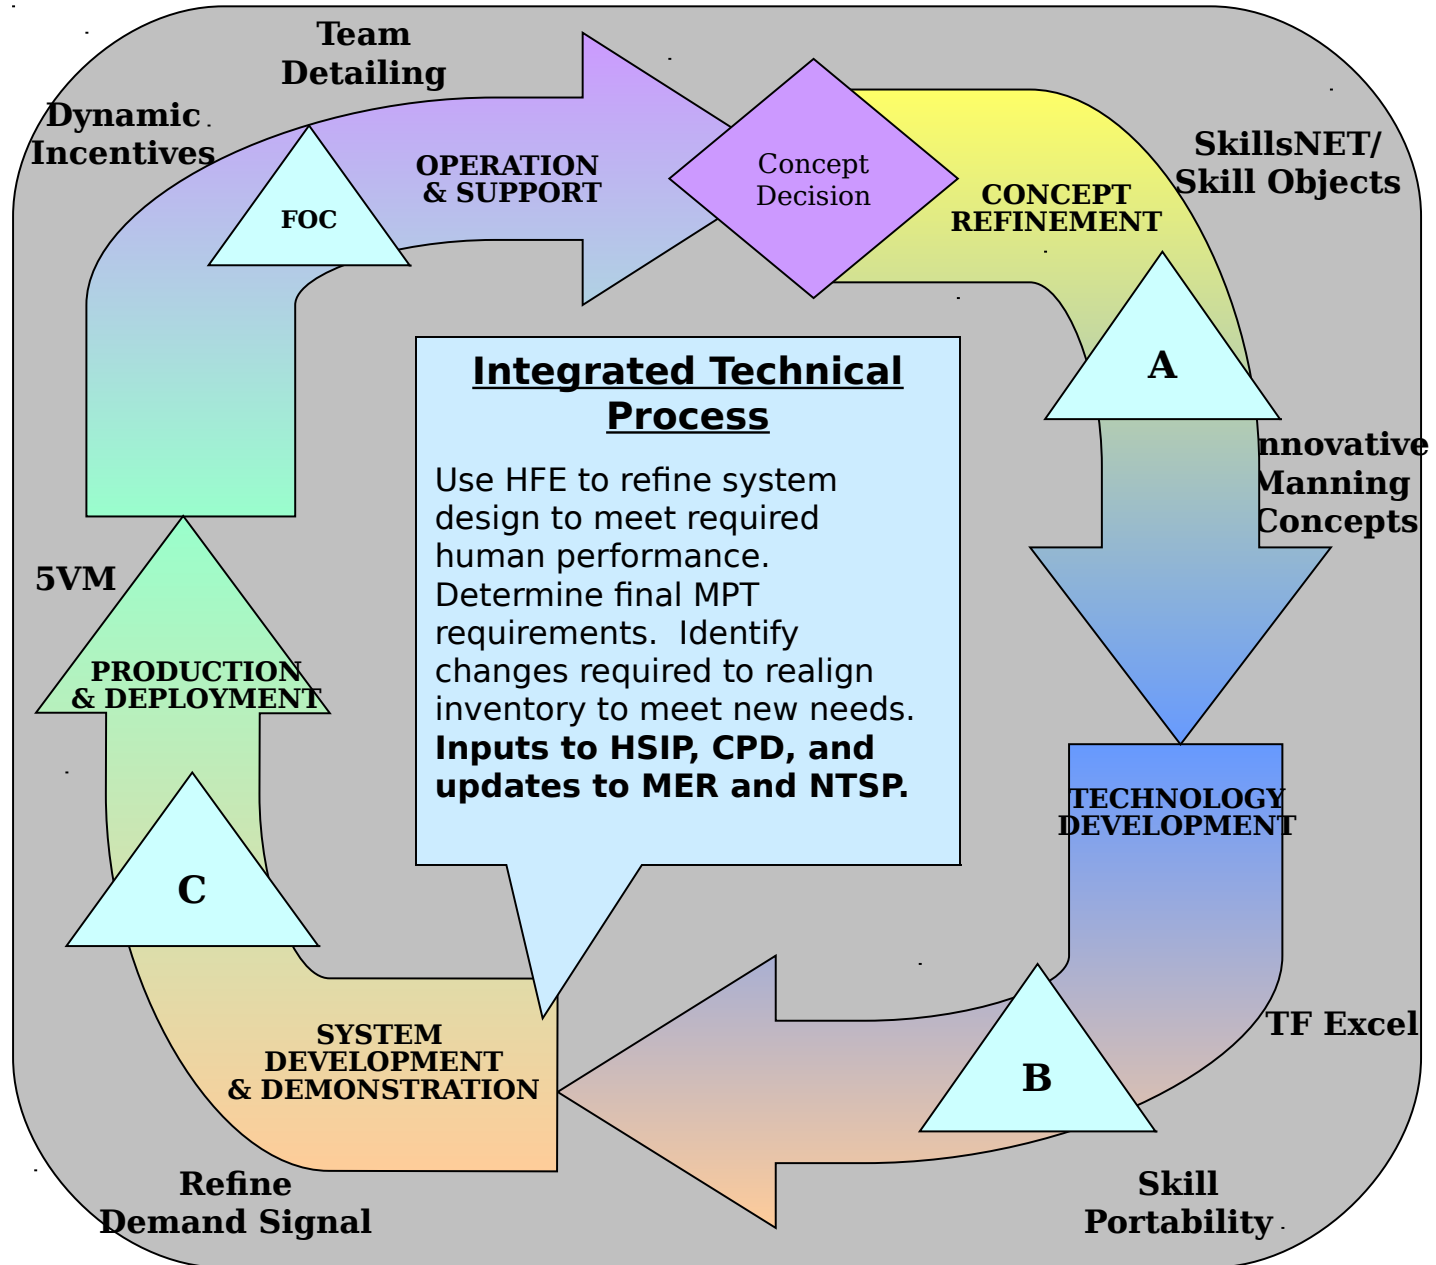 Team
Detailing
Dynamic
Incentives
OPERATION
& SUPPORT
FOC
Concept
Decision
CONCEPT
REFINEMENT
SkillsNET/
Skill Objects
A
nnovative
Manning
Concepts
Integrated Technical
Process
Use HFE to refine system
design to meet required
human performance.
Determine final MPT
requirements.  Identify
changes required to realign
inventory to meet new needs.
Inputs to HSIP, CPD, and
updates to MER and NTSP.
5VM
PRODUCTION
& DEPLOYMENT
TECHNOLOGY
DEVELOPMENT
C
SYSTEM
DEVELOPMENT
& DEMONSTRATION
B
TF Excel
Refine
Demand Signal
Skill
Portability